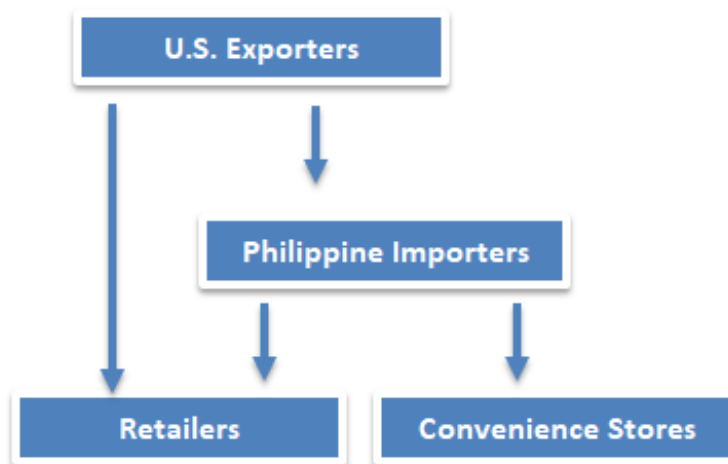 U.S. Exporters
Philippine Importers
Retailers
Convenience Stores